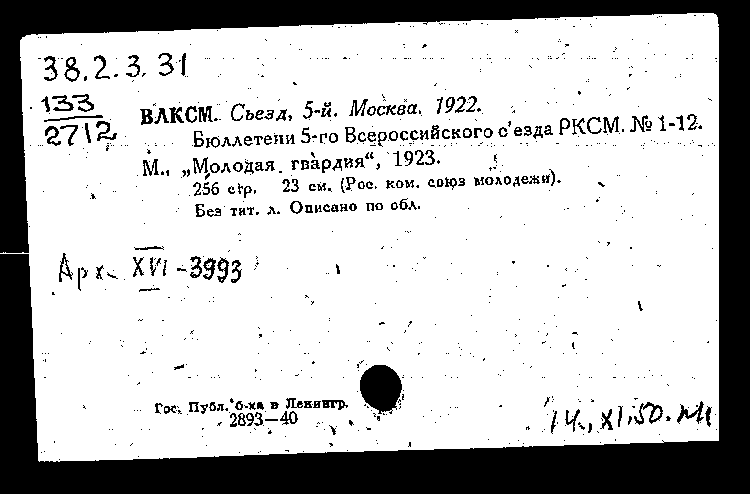 38.2.3.31
133
2712
ВЛКСМ. Съезд, 5-й. Москва. 1922.
Бюллетени 5-го Всероссийского с'езда РКСМ. № 1-12.
М., „Молодая гвардия“, 1923.
256 стр. 23 см. (Рос. ком. союз молодежи).
Без тит. л. Описано по обл.
Арх. XVI-3993
Гос. Публ. б-ка в Ленингр.
2893—40
14. XI.50.